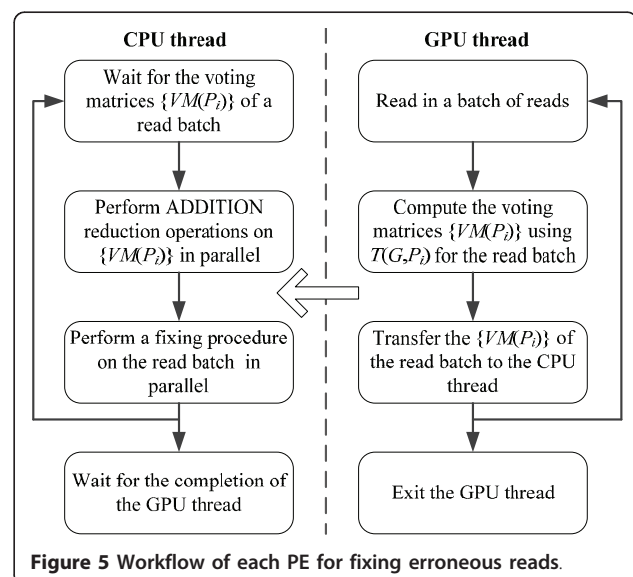 CPU thread
Wait for the voting
matrices {VM(Pi)} of a
read batch
Perform ADDITION
reduction operations on
{VM(Pi)} in parallel
Perform a fixing procedure
on the read batch in
parallel
Wait for the completion of
the GPU thread
GPU thread
Read in a batch of reads
Compute the voting
matrices {VM(Pi)} using
T(G,Pi) for the read batch
Transfer the {VM(Pi)} of
the read batch to the CPU
thread
Exit the GPU thread
Figure 5 Workflow of each PE for fixing erroneous reads.